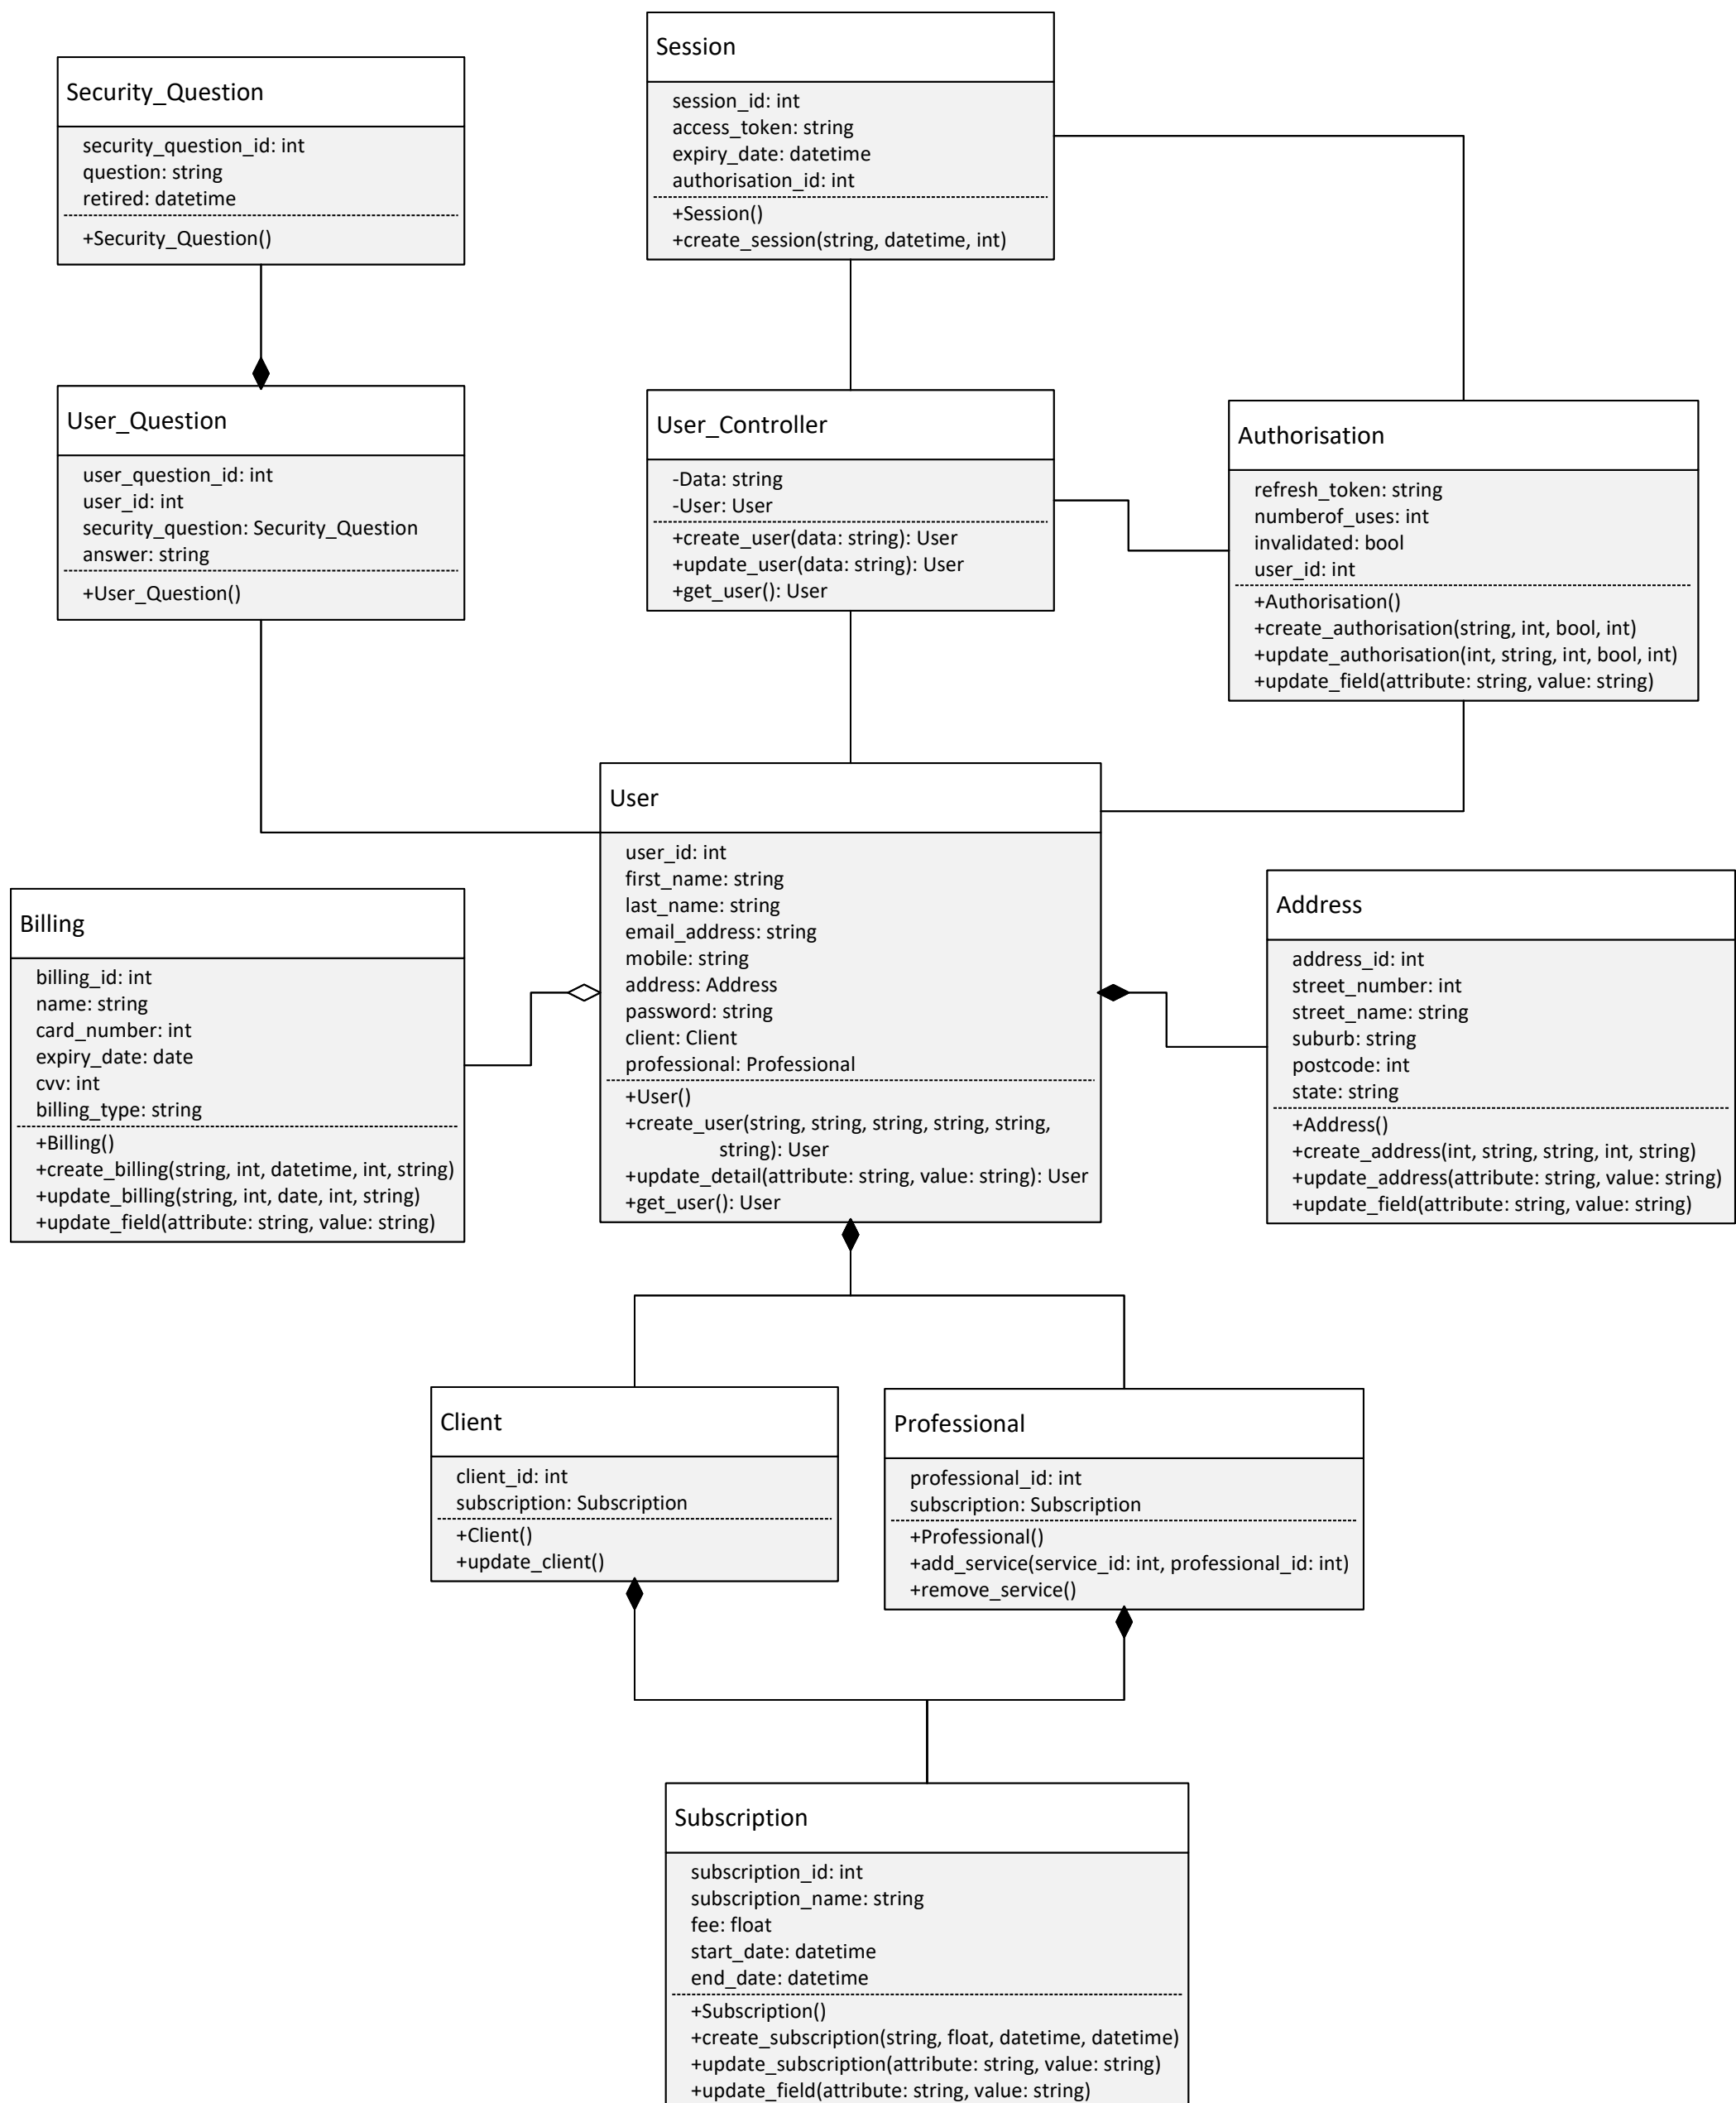 Session
session_id: int
access_token: string
expiry_date: datetime
authorisation_id: int
+Session()
+create_session(string, datetime, int)
Security_Question
security_question_id: int
question: string
retired: datetime
+Security_Question()
User_Question
user_question_id: int
user_id: int
security_question: Security_Question
answer: string
+User_Question()
User_Controller
-Data: string
-User: User
+create_user(data: string): User
+update_user(data: string): User
+get_user(): User
Authorisation
refresh_token: string
numberof_uses: int
invalidated: bool
user_id: int
+Authorisation()
+create_authorisation(string, int, bool, int)
+update_authorisation(int, string, int, bool, int)
+update_field(attribute: string, value: string)
User
user_id: int
first_name: string
last_name: string
email_address: string
mobile: string
address: Address
password: string
client: Client
professional: Professional
+User()
+create_user(string, string, string, string, string,
string): User
+update_detail(attribute: string, value: string): User
+get_user(): User
Billing
billing_id: int
name: string
card_number: int
expiry_date: date
cvv: int
billing_type: string
+Billing()
+create_billing(string, int, datetime, int, string)
+update_billing(string, int, date, int, string)
+update_field(attribute: string, value: string)
Address
address_id: int
street_number: int
street_name: string
suburb: string
postcode: int
state: string
+Address()
+create_address(int, string, string, int, string)
+update_address(attribute: string, value: string)
+update_field(attribute: string, value: string)
Client
client_id: int
subscription: Subscription
+Client()
+update_client()
Professional
professional_id: int
subscription: Subscription
+Professional()
+add_service(service_id: int, professional_id: int)
+remove_service()
Subscription
subscription_id: int
subscription_name: string
fee: float
start_date: datetime
end_date: datetime
+Subscription()
+create_subscription(string, float, datetime, datetime)
+update_subscription(attribute: string, value: string)
+update_field(attribute: string, value: string)